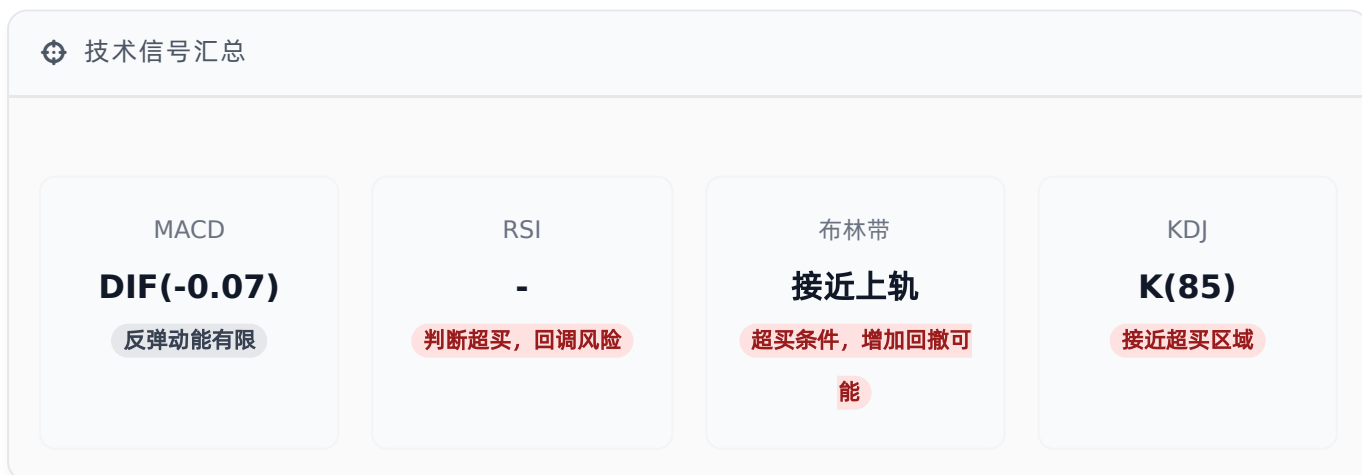 技术信号汇总
MACD
DIF(-0.07)
反弹动能有限
RSI
-
判断超买，回调风险
布林带
接近上轨
超买条件，增加回撤可
能
KDJ
K(85)
接近超买区域